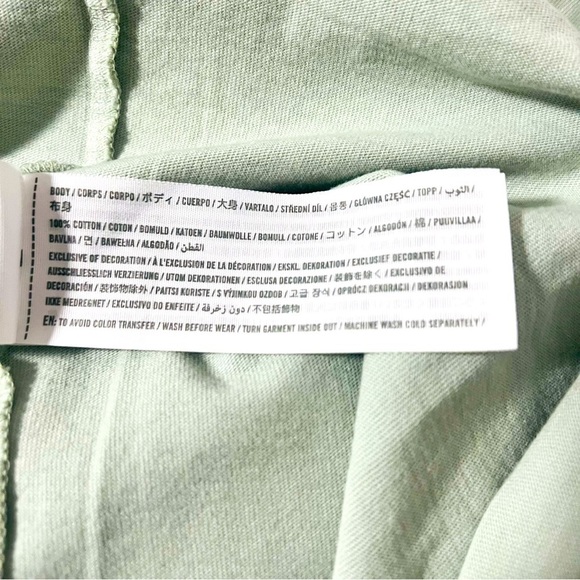 BODY / CORPS / CORPO / ボディ / CUERPO / 大身 / VARTALO / STŘEDNÍ DÍL / 몸통 / GLÓWNA CZĘŚĆ / TOPP / الثوب /
布身
100% COTTON / COTON / BOMULD / KATOEN / BAUMWOLLE / BOMULL / COTONE / コットン / ALGODÓN / 棉 / PUUVILLAA /
BAVLNA / 면 / BAWEŁNA / ALGODÃO / القطن
EXCLUSIVE OF DECORATION / À L'EXCLUSION DE LA DÉCORATION / EKSKL. DEKORATION / EXCLUSIEF DECORATIE /
AUSSCHLIESSLICH VERZIERUNG / UTOM DEKORATIONEN / ESCLUSA DECORAZIONE / 装飾を除く / EXCLUSIVO DE
DECORACIÓN / 装饰物除外 / PAITSI KORISTE / S VÝJIMKOU OZDOB / 고급 장식 / OPRÓCZ DEKORACJI / DEKORASJON
IKKE MEDREGNET / EXCLUSIVO DO ENFEITE / دون زخرفة / 不包括飾物
EN: TO AVOID COLOR TRANSFER / WASH BEFORE WEAR / TURN GARMENT INSIDE OUT / MACHINE WASH COLD SEPARATELY /